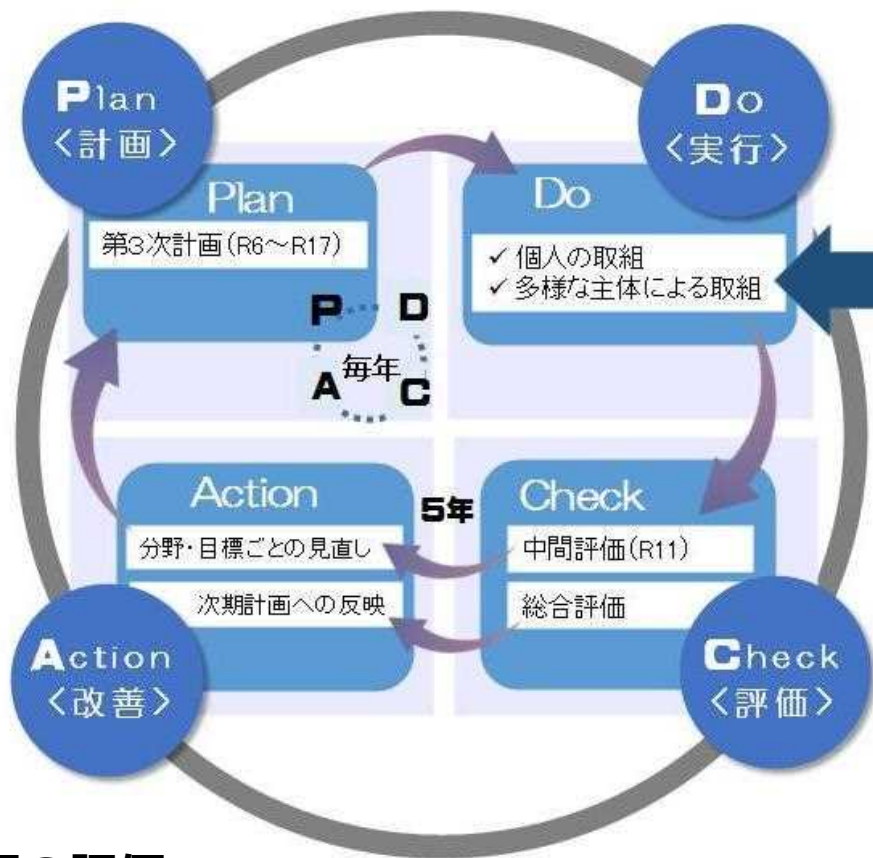 Plan
<計画>
Do
<実行>
Plan
第3次計画(R6～R17)
Do
✓ 個人の取組
✓ 多様な主体による取組
P D
毎年
A C
Action
分野・目標ごとの見直し
次期計画への反映
5年
Check
中間評価(R11)
総合評価
Action
<改善>
Check
<評価>
の評価